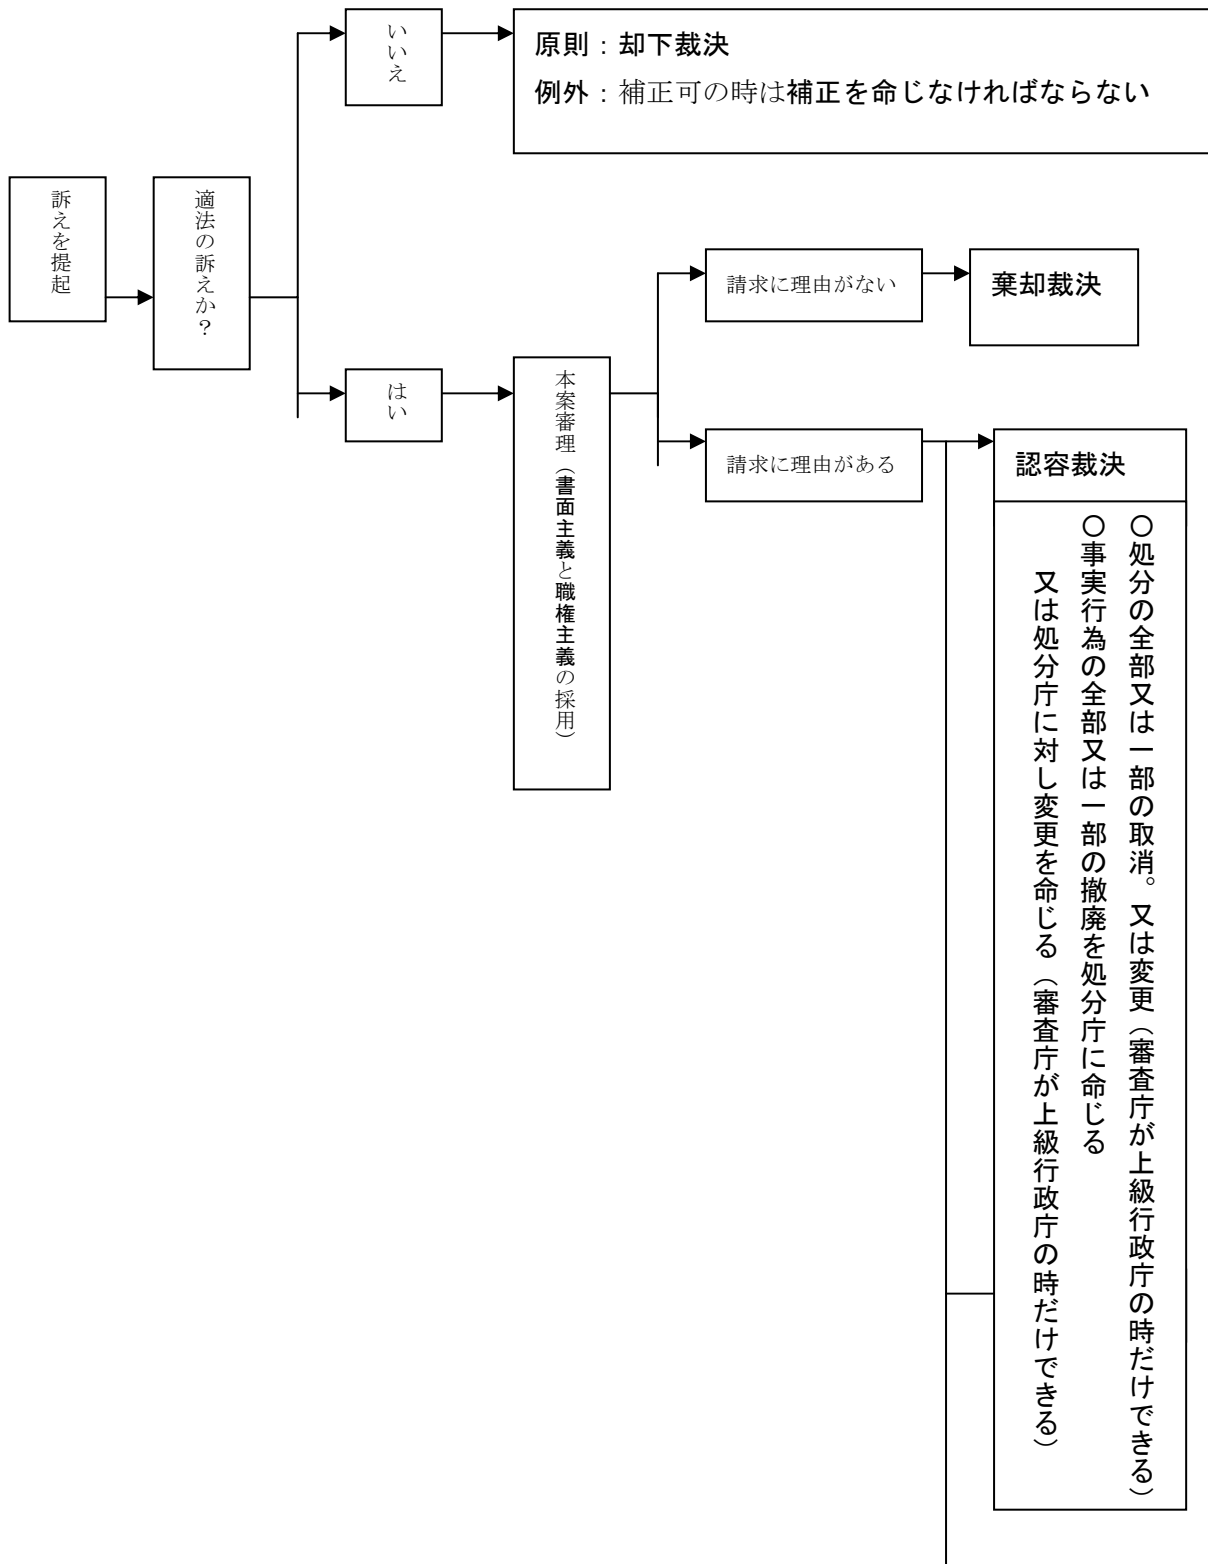 訴えを提起
適法の訴えか？
いいえ
原則：却下裁決
例外：補正可の時は補正を命じなければならない
はい
本案審理（書面主義と職権主義の採用）
請求に理由がない
棄却裁決
請求に理由がある
認容裁決
○処分の全部又は一部の取消。又は変更（審査庁が上級行政庁の時だけできる）
○事実行為の全部又は一部の撤廃を処分庁に命じる
又は処分庁に対し変更を命じる（審査庁が上級行政庁の時だけできる）